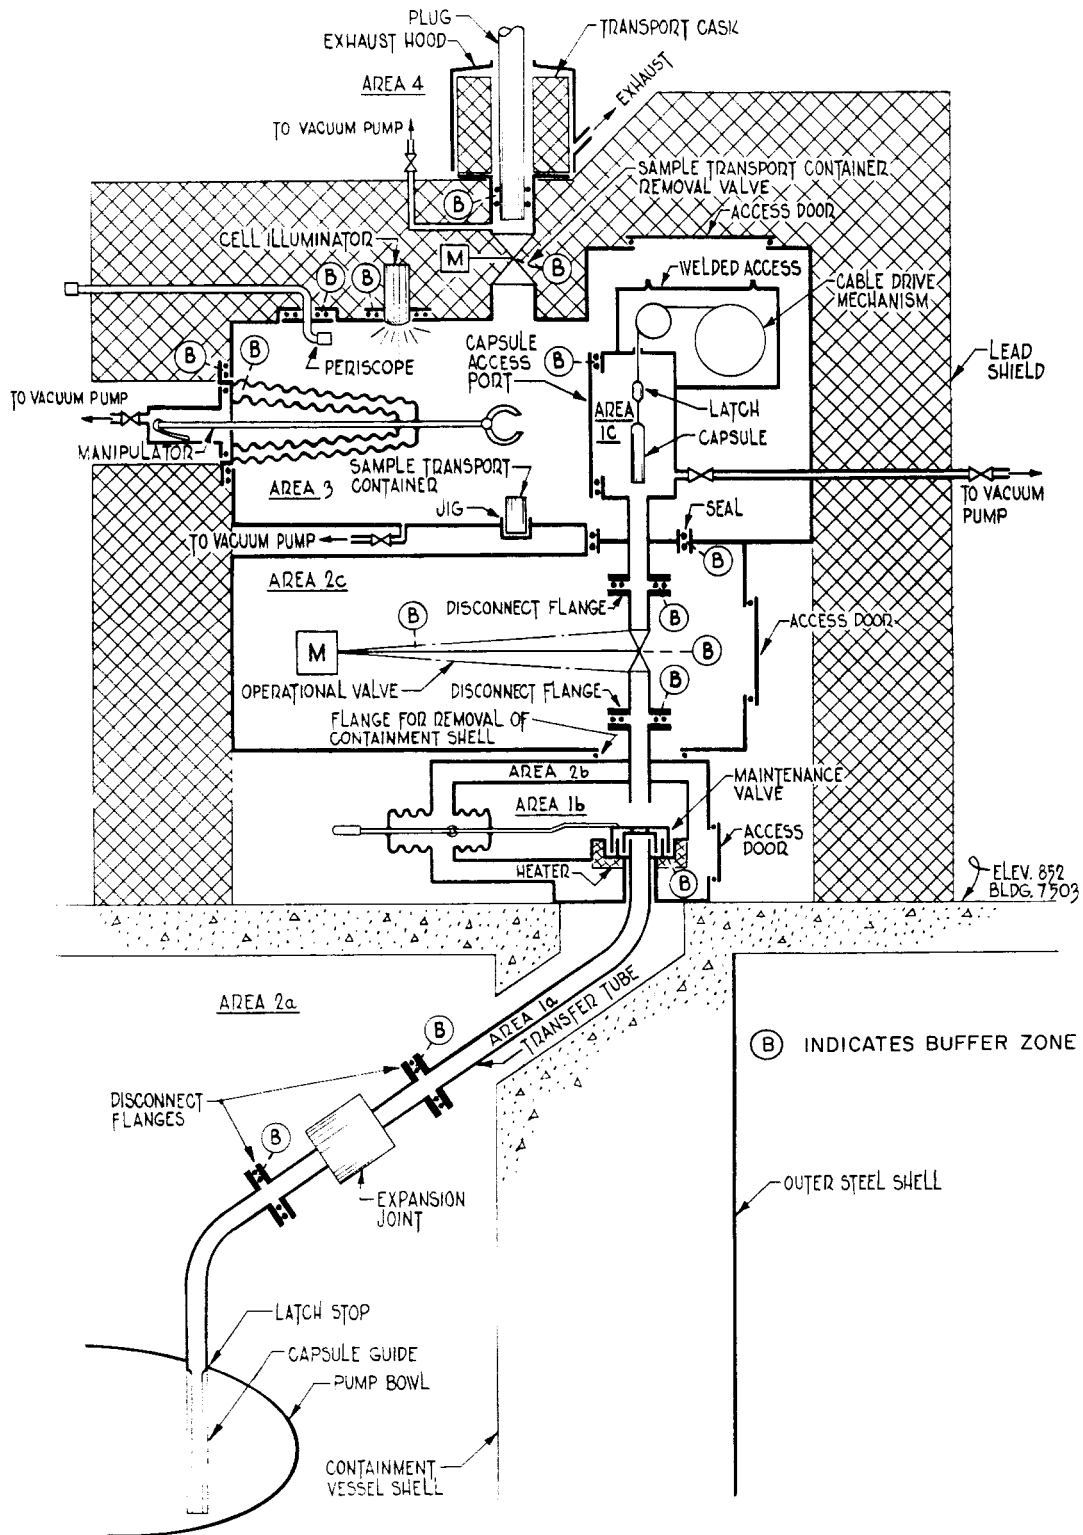 PLUG
EXHAUST HOOD
TRANSPORT CASK
AREA 4
EXHAUST
TO VACUUM PUMP
SAMPLE TRANSPORT CONTAINER
REMOVAL VALVE
B
ACCESS DOOR
CELL ILLUMINATOR
M
B
WELDED ACCESS
B
B
CABLE DRIVE
MECHANISM
CAPSULE
ACCESS
PORT
B
B
B
PERISCOPE
LEAD
SHIELD
TO VACUUM PUMP
AREA
1C
LATCH
CAPSULE
MANIPULATOR
SAMPLE TRANSPORT
CONTAINER
AREA 3
JIG
SEAL
TO VACUUM
PUMP
TO VACUUM PUMP
B
AREA 2c
DISCONNECT FLANGE
B
B
ACCESS DOOR
M
B
OPERATIONAL VALVE
DISCONNECT FLANGE
B
FLANGE FOR REMOVAL OF
CONTAINMENT SHELL
AREA 2b
MAINTENANCE
VALVE
AREA 1b
ACCESS
DOOR
HEATER
B
ELEV. 852
BLDG. 7503
AREA 2a
AREA 1a
TRANSFER TUBE
B
B INDICATES BUFFER ZONE
DISCONNECT
FLANGES
B
EXPANSION
JOINT
OUTER STEEL SHELL
LATCH STOP
CAPSULE GUIDE
PUMP BOWL
CONTAINMENT
VESSEL SHELL